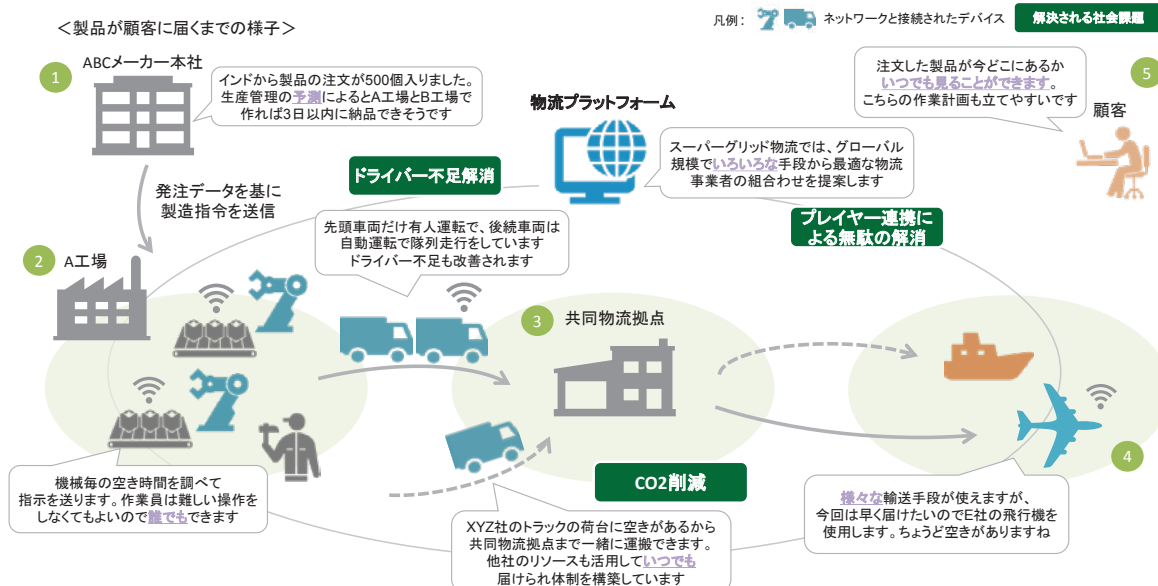 ＜製品が顧客に届くまでの様子＞
凡例：
ネットワークと接続されたデバイス
解決される社会課題
1
ABCメーカー本社
インドから製品の注文が500個入りました。
生産管理の予測によるとA工場とB工場で
作れば3日以内に納品できそうです
物流プラットフォーム
スーパーグリッド物流では、グローバル
規模でいろいろな手段から最適な物流
事業者の組合わせを提案します
注文した製品が今どこにあるか
いつでも見ることができます。
こちらの作業計画も立てやすいです
5
顧客
発注データを基に
製造指令を送信
ドライバー不足解消
先頭車両だけ有人運転で、後続車両は
自動運転で隊列走行をしています
ドライバー不足も改善されます
プレイヤー連携に
よる無駄の解消
2
A工場
3
共同物流拠点
機械毎の空き時間を調べて
指示を送ります。作業員は難しい操作を
しなくてもよいので誰でもできます
CO2削減
XYZ社のトラックの荷台に空きがあるから
共同物流拠点まで一緒に運搬できます。
他社のリソースも活用していつでも
届けられ体制を構築しています
4
様々な輸送手段が使えますが、
今回は早く届けたいのでE社の飛行機を
使用します。ちょうど空きがありますね